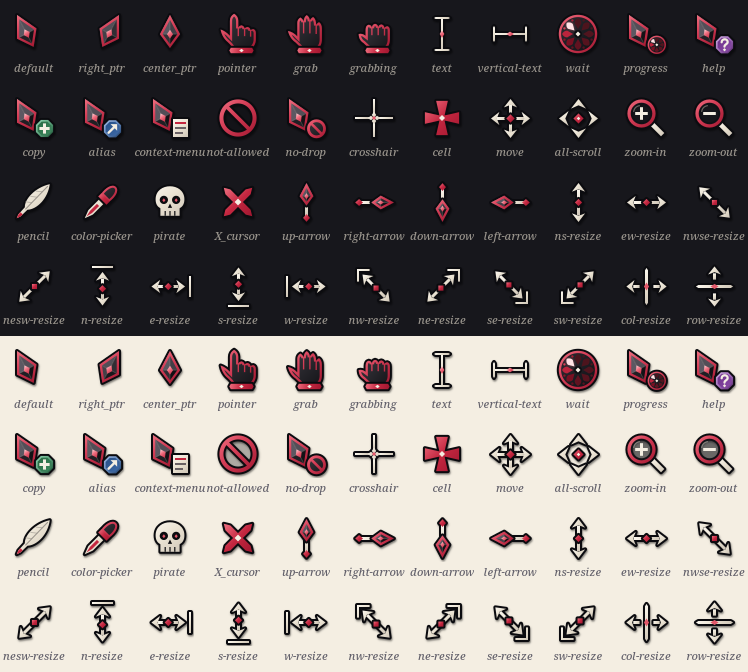 default right_ptr center_ptr pointer grab grabbing text vertical-text wait progress help
copy alias context-menu not-allowed no-drop crosshair cell move all-scroll zoom-in zoom-out
pencil color-picker pirate X_cursor up-arrow right-arrow down-arrow left-arrow ns-resize ew-resize nwse-resize
nesw-resize n-resize e-resize s-resize w-resize nw-resize ne-resize se-resize sw-resize col-resize row-resize
default right_ptr center_ptr pointer grab grabbing text vertical-text wait progress help
copy alias context-menu not-allowed no-drop crosshair cell move all-scroll zoom-in zoom-out
pencil color-picker pirate X_cursor up-arrow right-arrow down-arrow left-arrow ns-resize ew-resize nwse-resize
nesw-resize n-resize e-resize s-resize w-resize nw-resize ne-resize se-resize sw-resize col-resize row-resize